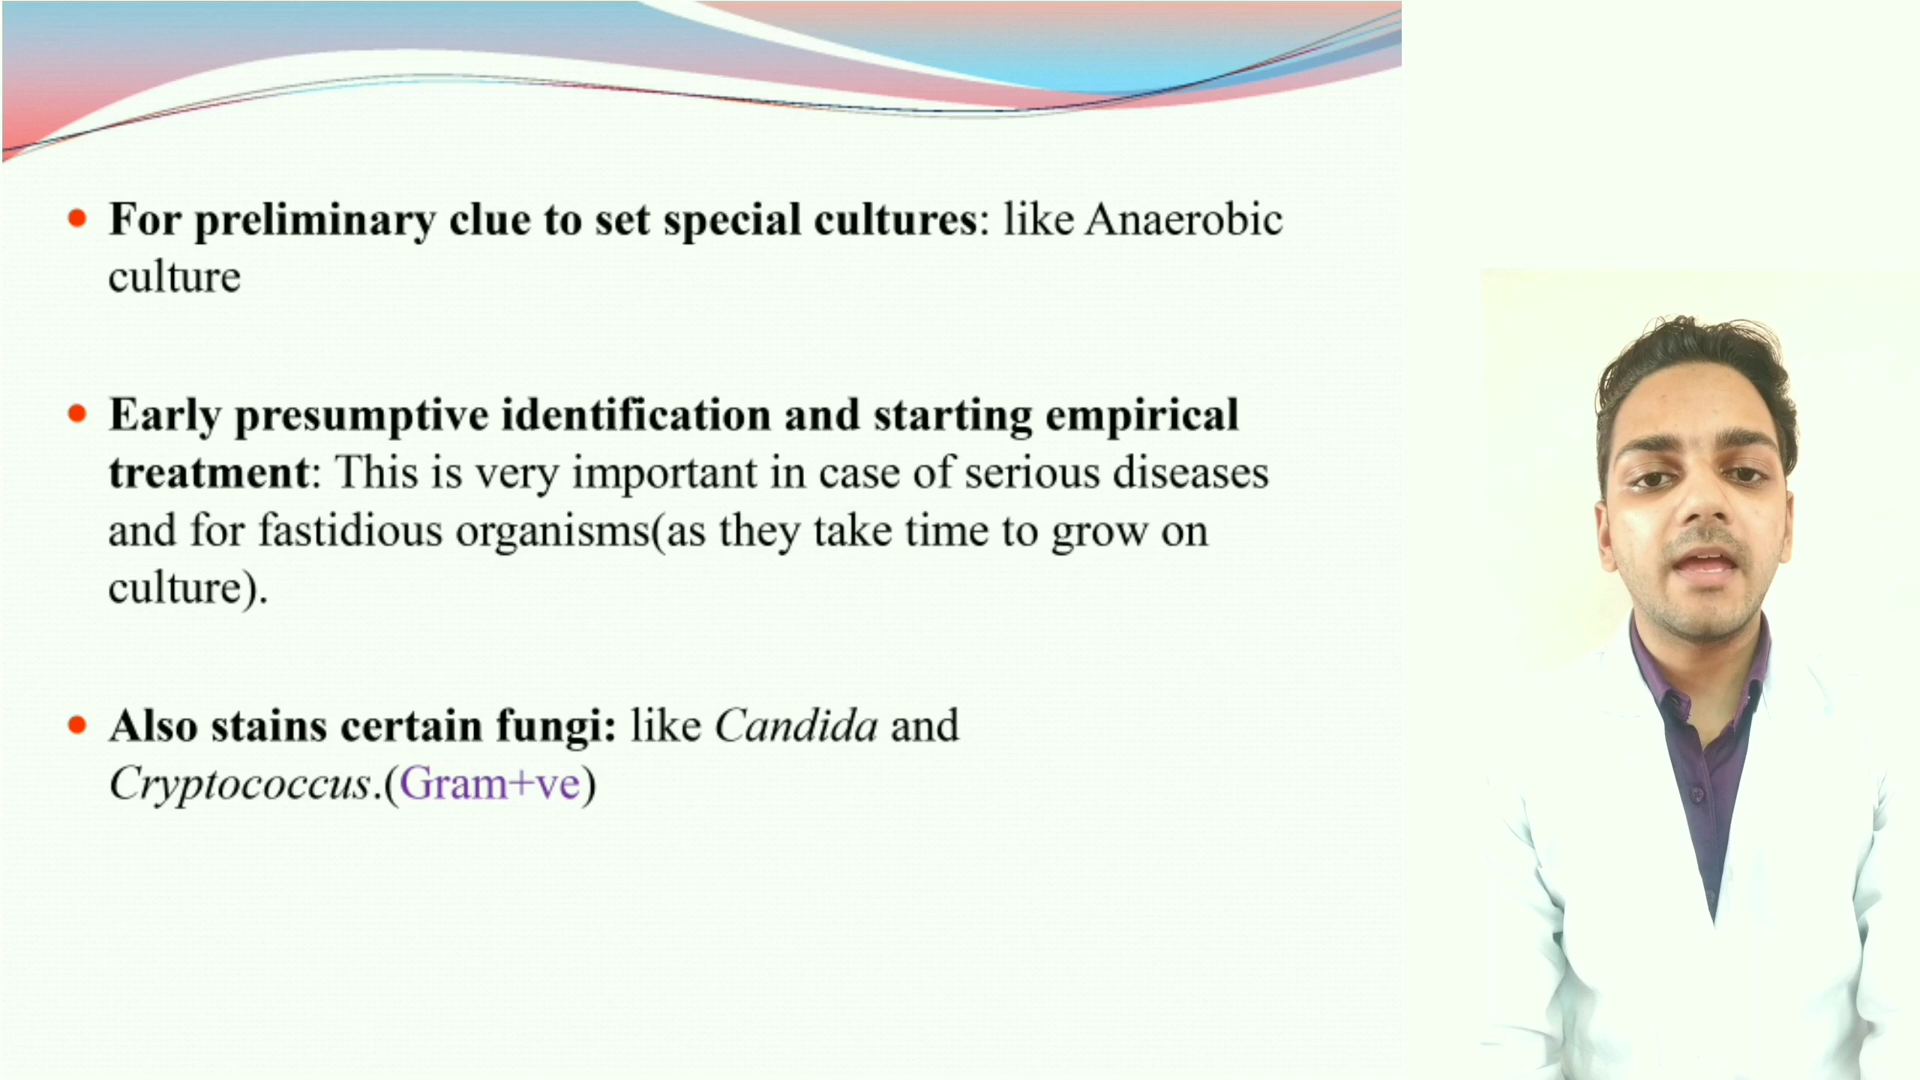 For preliminary clue to set special cultures: like Anaerobic
culture
Early presumptive identification and starting empirical
treatment: This is very important in case of serious diseases
and for fastidious organisms(as they take time to grow on
culture).
Also stains certain fungi: like Candida and
Cryptococcus.(Gram+ve)